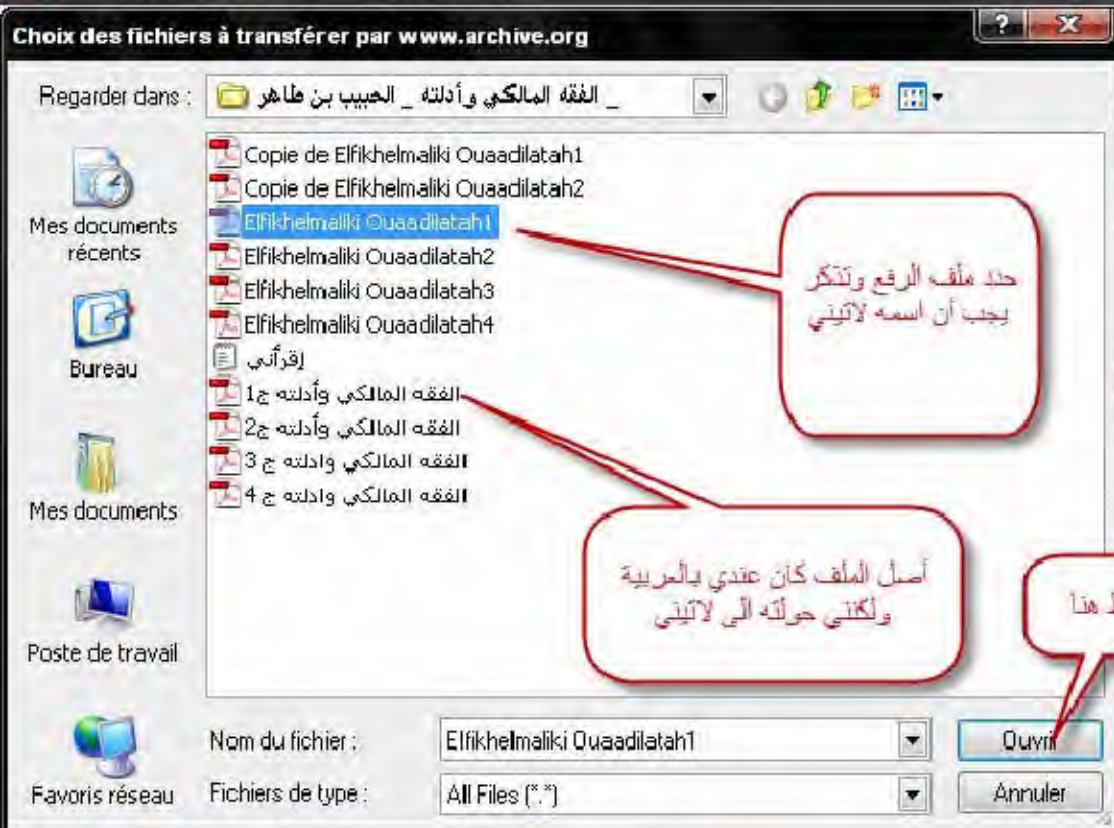 Choix des fichiers à transférer par www.archive.org
Regarder dans :
_ الفقه المالكي وأدلته _ الحبيب بن طاهر
Mes documents
récents
Bureau
Mes documents
Poste de travail
Favoris réseau
Copie de Elfikhelmaliki Ouaadilatah1
Copie de Elfikhelmaliki Ouaadilatah2
Elfikhelmaliki Ouaadilatah1
Elfikhelmaliki Ouaadilatah2
Elfikhelmaliki Ouaadilatah3
Elfikhelmaliki Ouaadilatah4
إقرأني
الفقه المالكي وأدلته ج1
الفقه المالكي وأدلته ج2
الفقه المالكي وادلته ج 3
الفقه المالكي وادلته ج 4
حدد ملف الرفع وتذكر
يجب أن اسمه لاتيني
أصل الملف كان عندي بالعربية
ولكنني حولته الى لاتيني
هنا
Nom du fichier :
Elfikhelmaliki Ouaadilatah1
Ouvrir
Fichiers de type :
All Files (*.*)
Annuler